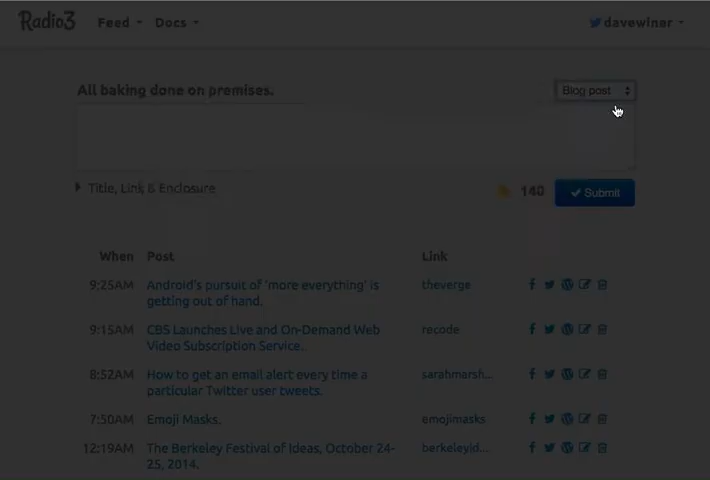 Radio3 Feed Docs davewiner
All baking done on premises. Blog post
Title, Link & Enclosure 140 Submit
When Post Link
9:25AM Android's pursuit of 'more everything' is theverge
getting out of hand.
9:15AM CBS Launches Live and On-Demand Web recode
Video Subscription Service.
8:52AM How to get an email alert every time a sarahmarsh...
particular Twitter user tweets.
7:50AM Emoji Masks. emojimasks
12:19AM The Berkeley Festival of Ideas, October 24- berkeleyid...
25, 2014.